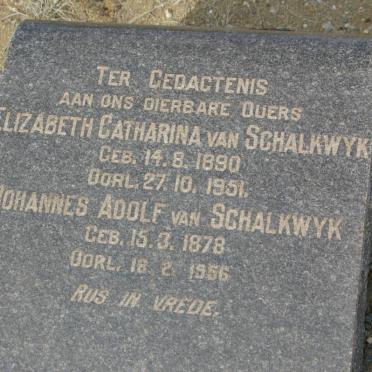 TER GEDACTENIS
AAN ONS DIERBARE OUERS
ELIZABETH CATHARINA VAN SCHALKWYK
GEB. 14. 8. 1890
OORL. 27. 10. 1951.
JOHANNES ADOLF VAN SCHALKWYK
GEB. 15. 3. 1878
OORL. 18. 2. 1956
RUS IN VREDE.